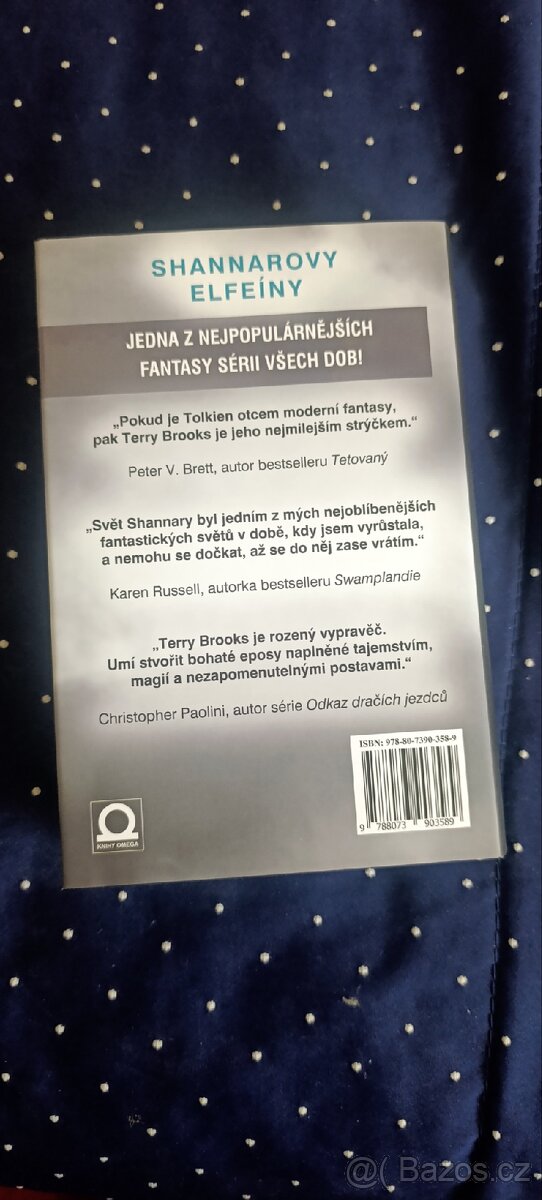 SHANNAROVY
ELFEÍNY
JEDNA Z NEJPOPULÁRNĚJŠÍCH
FANTASY SÉRII VŠECH DOB!
„Pokud je Tolkien otcem moderní fantasy,
pak Terry Brooks je jeho nejmilejším strýčkem.“
Peter V. Brett, autor bestselleru Tetovaný
„Svět Shannary byl jedním z mých nejoblíbenějších
fantastických světů v době, kdy jsem vyrůstala,
a nemohu se dočkat, až se do něj zase vrátím.“
Karen Russell, autorka bestselleru Swamplandie
„Terry Brooks je rozený vypravěč.
Umí stvořit bohaté eposy naplněné tajemstvím,
magií a nezapomenutelnými postavami.“
Christopher Paolini, autor série Odkaz dračích jezdců
ISBN: 978-80-7390-358-9
9 788073 903589
KNIHY OMEGA
@( Bazos.cz